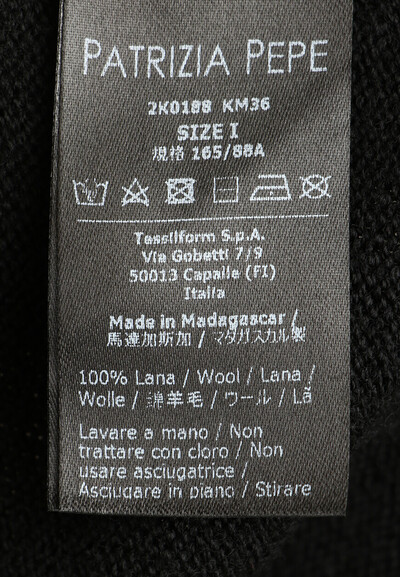 PATRIZIA PEPE
2K0188 KM36
SIZE I
規格 165/88A
Tessilform S.p.A.
Via Gobetti 7/9
50013 Capalle (FI)
Italia
Made in Madagascar /
馬達加斯加 / マダガスカル製
100% Lana / Wool / Lana /
Wolle / 綿羊毛 / ウール / Lã
Lavare a mano / Non
trattare con cloro / Non
usare asciugatrice /
Asciugare in piano / Stirare